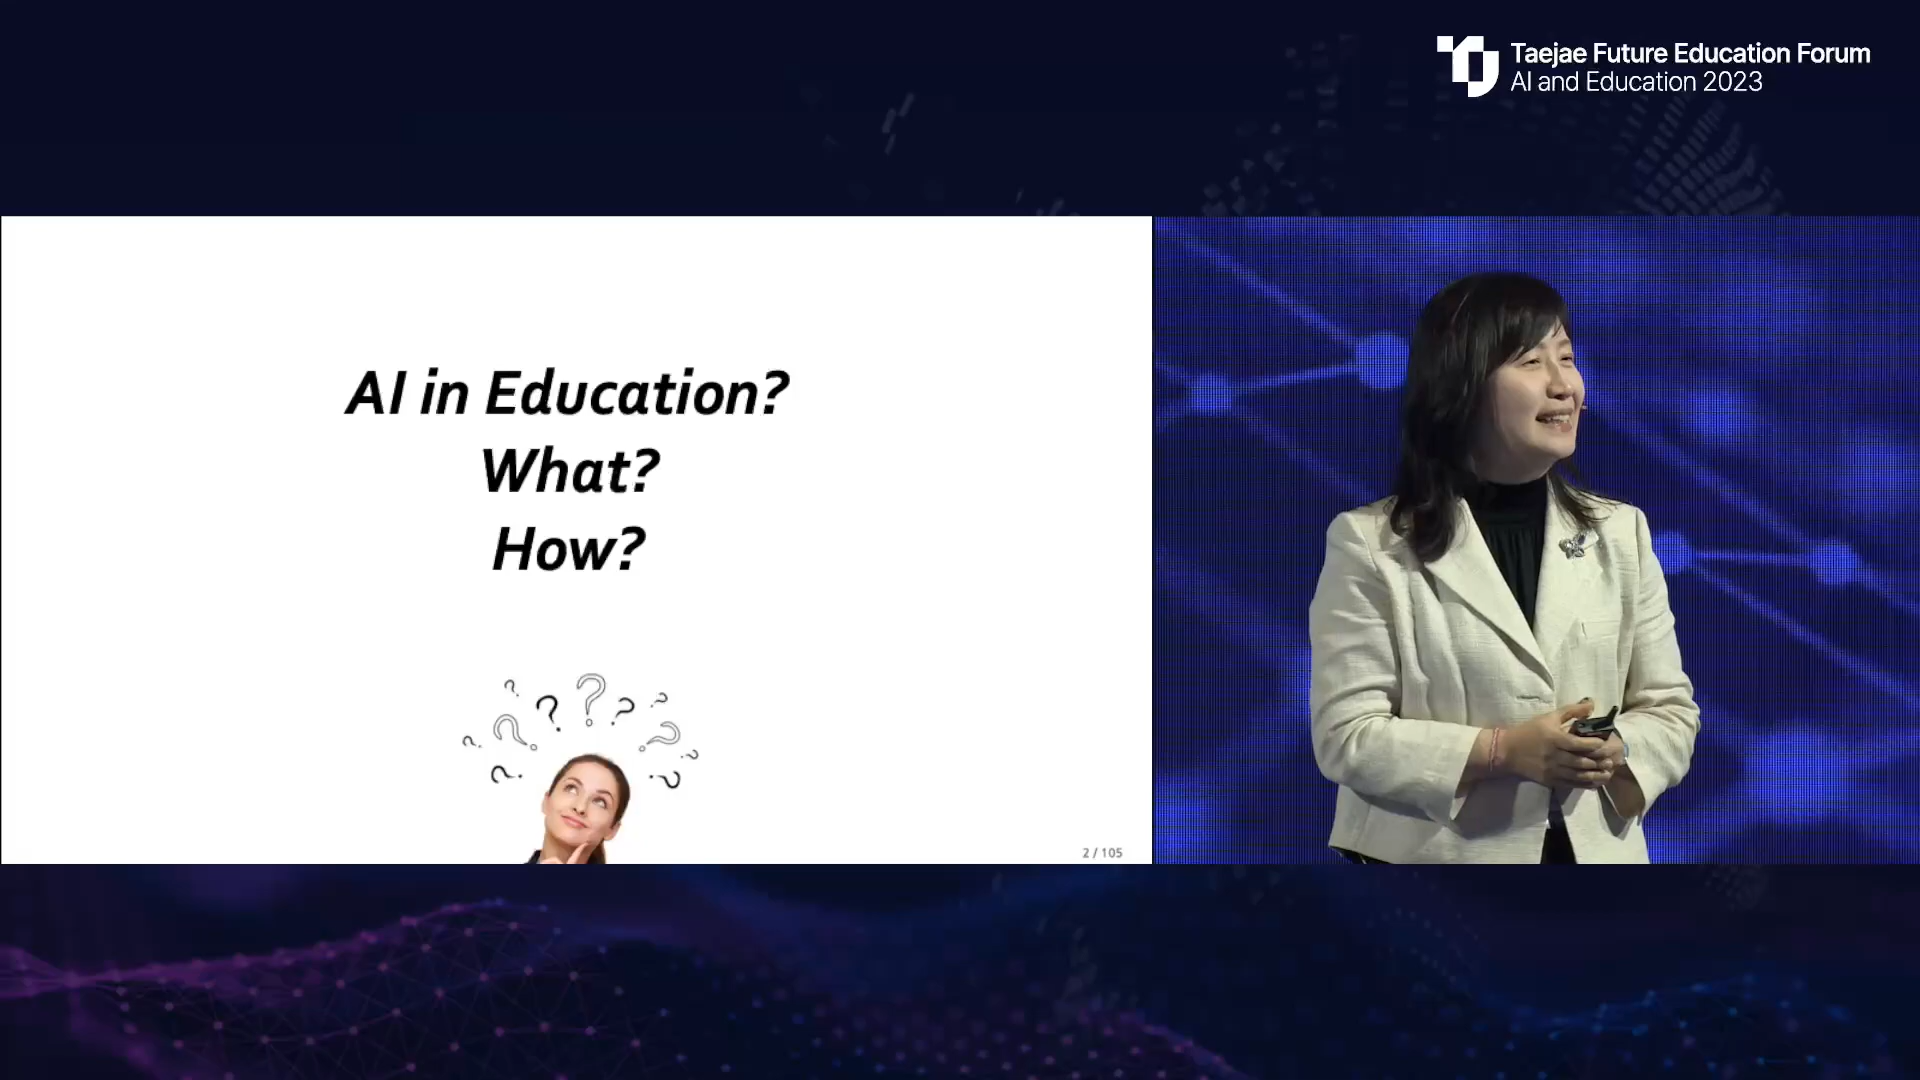 Taejae Future Education Forum
AI and Education 2023
AI in Education?
What?
How?
2 / 105